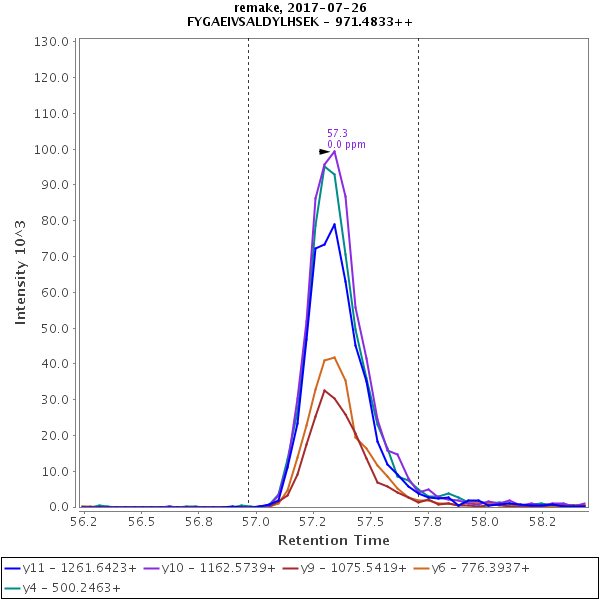 remake, 2017-07-26
FYGAEIVSALDYLHSEK - 971.4833++
Intensity 10^3
130.0
120.0
110.0
100.0
90.0
80.0
70.0
60.0
50.0
40.0
30.0
20.0
10.0
0.0
57.3
0.0 ppm
56.2 56.5 56.8 57.0 57.2 57.5 57.8 58.0 58.2
Retention Time
y11 - 1261.6423+ y10 - 1162.5739+ y9 - 1075.5419+ y6 - 776.3937+
y4 - 500.2463+